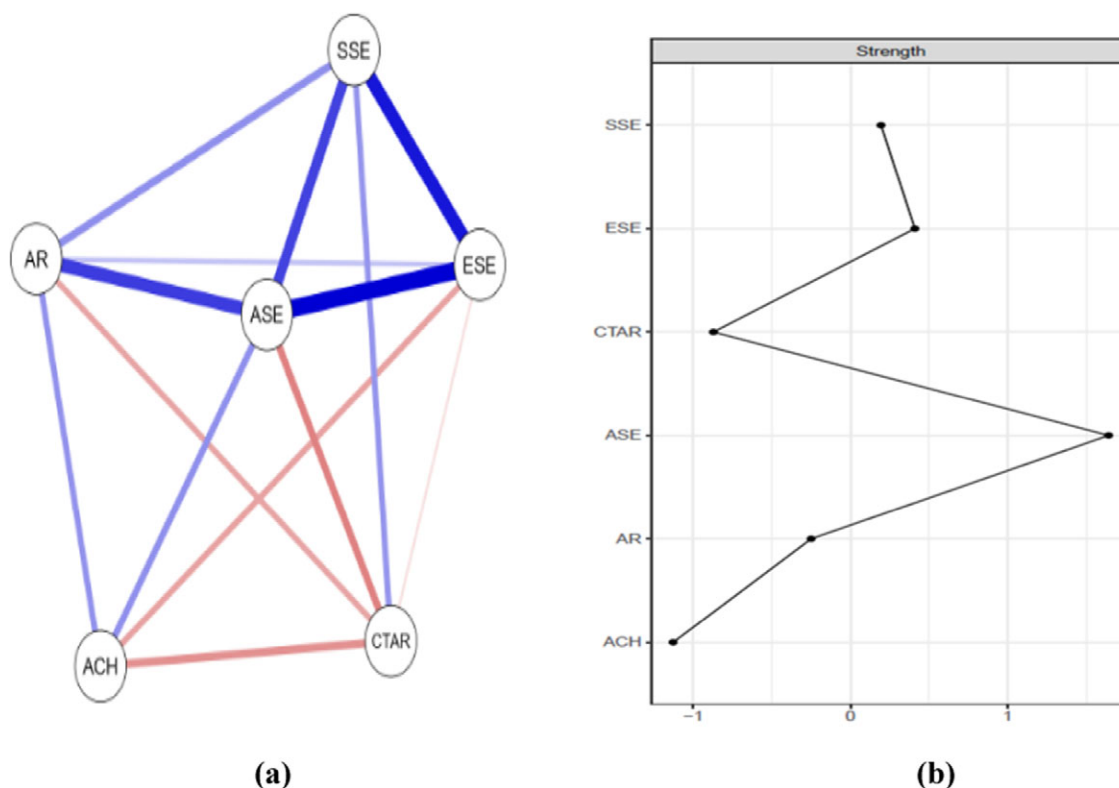 SSE
AR
ESE
ASE
CTAR
ACH
(a)
Strength
SSE
ESE
CTAR
ASE
AR
ACH
−1 0 1
(b)